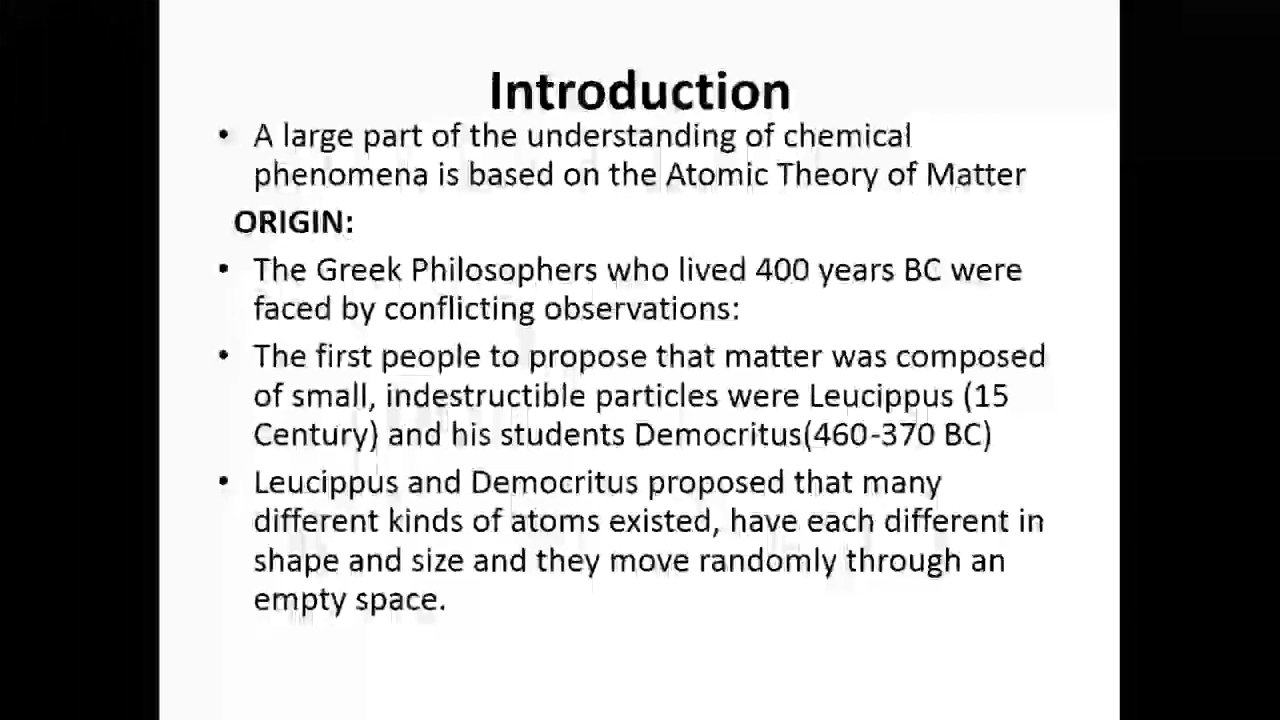 Introduction
• A large part of the understanding of chemical
phenomena is based on the Atomic Theory of Matter
ORIGIN:
• The Greek Philosophers who lived 400 years BC were
faced by conflicting observations:
• The first people to propose that matter was composed
of small, indestructible particles were Leucippus (15
Century) and his students Democritus(460-370 BC)
• Leucippus and Democritus proposed that many
different kinds of atoms existed, have each different in
shape and size and they move randomly through an
empty space.